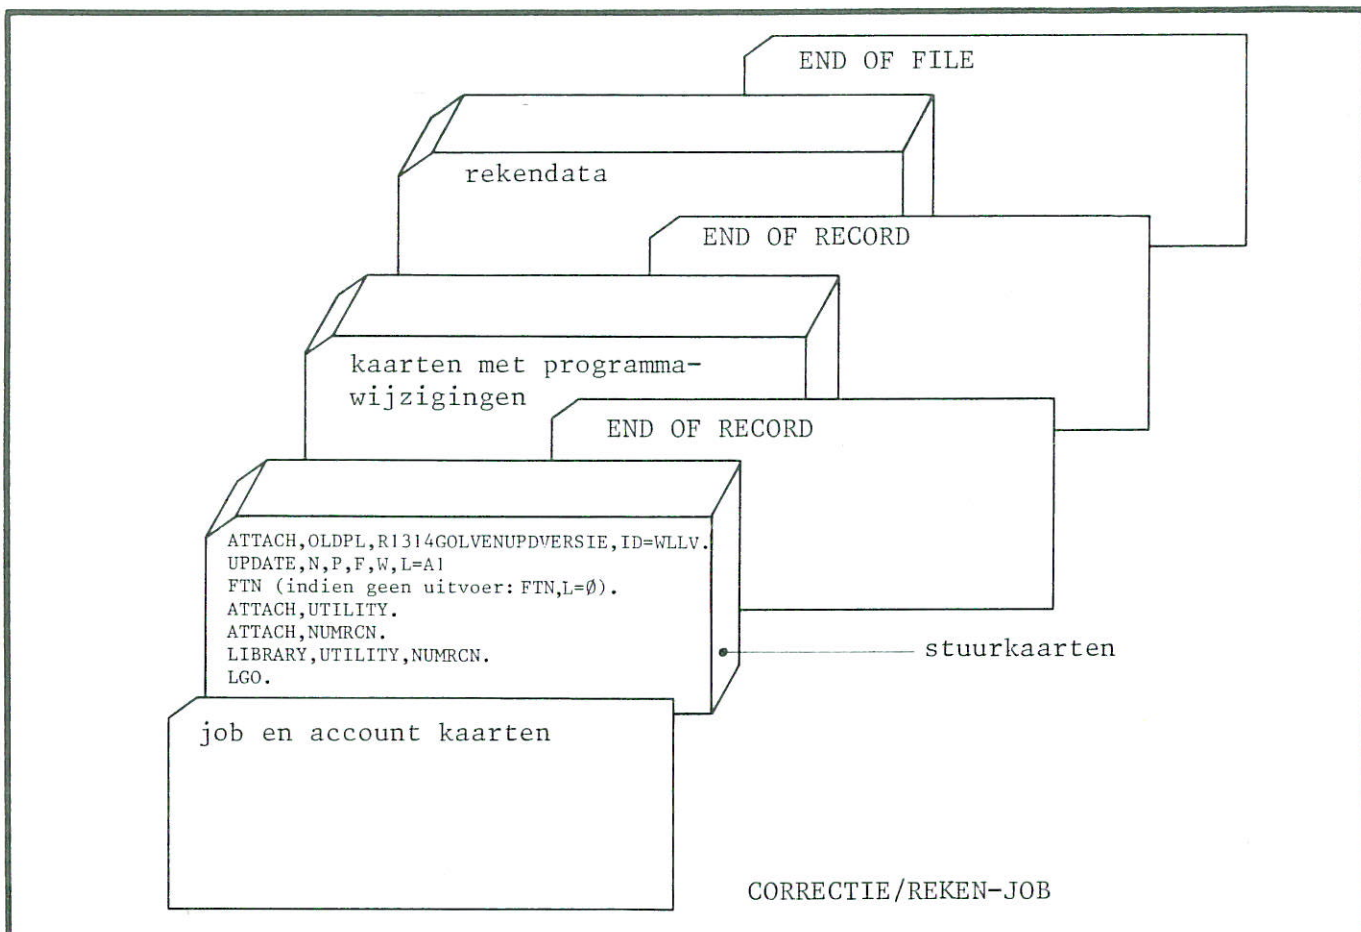 END OF FILE
rekendata
END OF RECORD
kaarten met programma-
wijzigingen
END OF RECORD
ATTACH,OLDPL,R1314GOLVENUPDVERSIE,ID=WLLV.
UPDATE,N,P,F,W,L=A1
FTN (indien geen uitvoer: FTN,L=Ø).
ATTACH,UTILITY.
ATTACH,NUMRCN.
LIBRARY,UTILITY,NUMRCN.
LGO.
stuurkaarten
job en account kaarten
CORRECTIE/REKEN-JOB